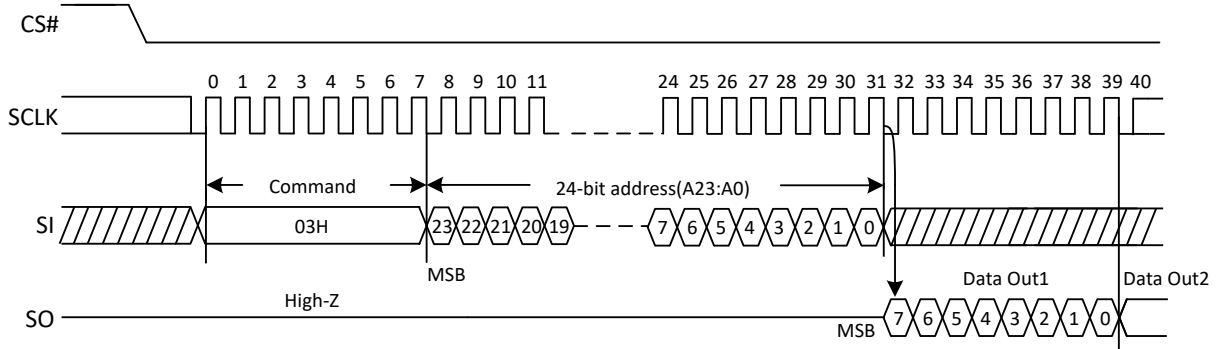 CS#
0 1 2 3 4 5 6 7 8 9 10 11 24 25 26 27 28 29 30 31 32 33 34 35 36 37 38 39 40
SCLK
Command 24-bit address(A23:A0)
SI 03H 23 22 21 20 19 7 6 5 4 3 2 1 0
MSB
High-Z Data Out1 Data Out2
SO MSB 7 6 5 4 3 2 1 0